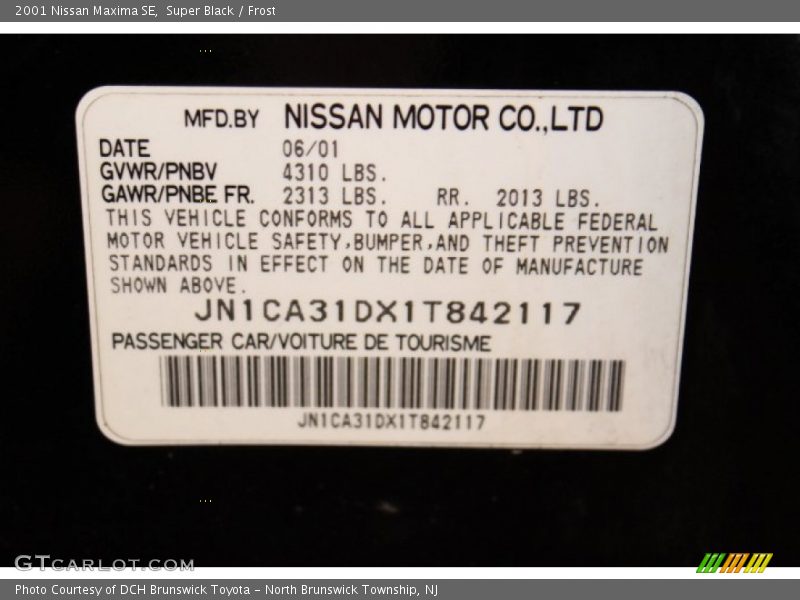 2001 Nissan Maxima SE,  Super Black / Frost
MFD.BY NISSAN MOTOR CO.,LTD
DATE 06/01
GVWR/PNBV 4310 LBS.
GAWR/PNBE FR. 2313 LBS. RR. 2013 LBS.
THIS VEHICLE CONFORMS TO ALL APPLICABLE FEDERAL
MOTOR VEHICLE SAFETY,BUMPER,AND THEFT PREVENTION
STANDARDS IN EFFECT ON THE DATE OF MANUFACTURE
SHOWN ABOVE.
JN1CA31DX1T842117
PASSENGER CAR/VOITURE DE TOURISME
JN1CA31DX1T842117
GTCARLOT.COM
Photo Courtesy of DCH Brunswick Toyota – North Brunswick Township, NJ